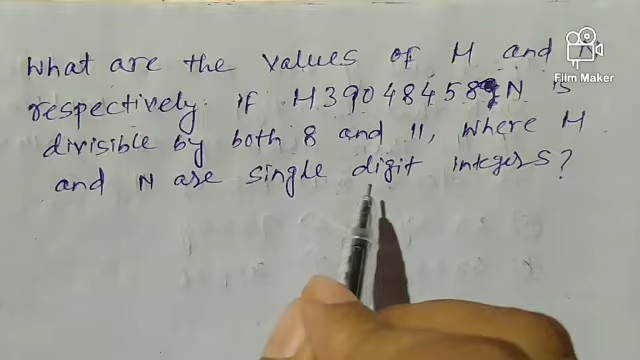 What are the values of M and N
respectively if M3904858N is
divisible by both 8 and 11, where M
and N are single digit integers?
Film Maker